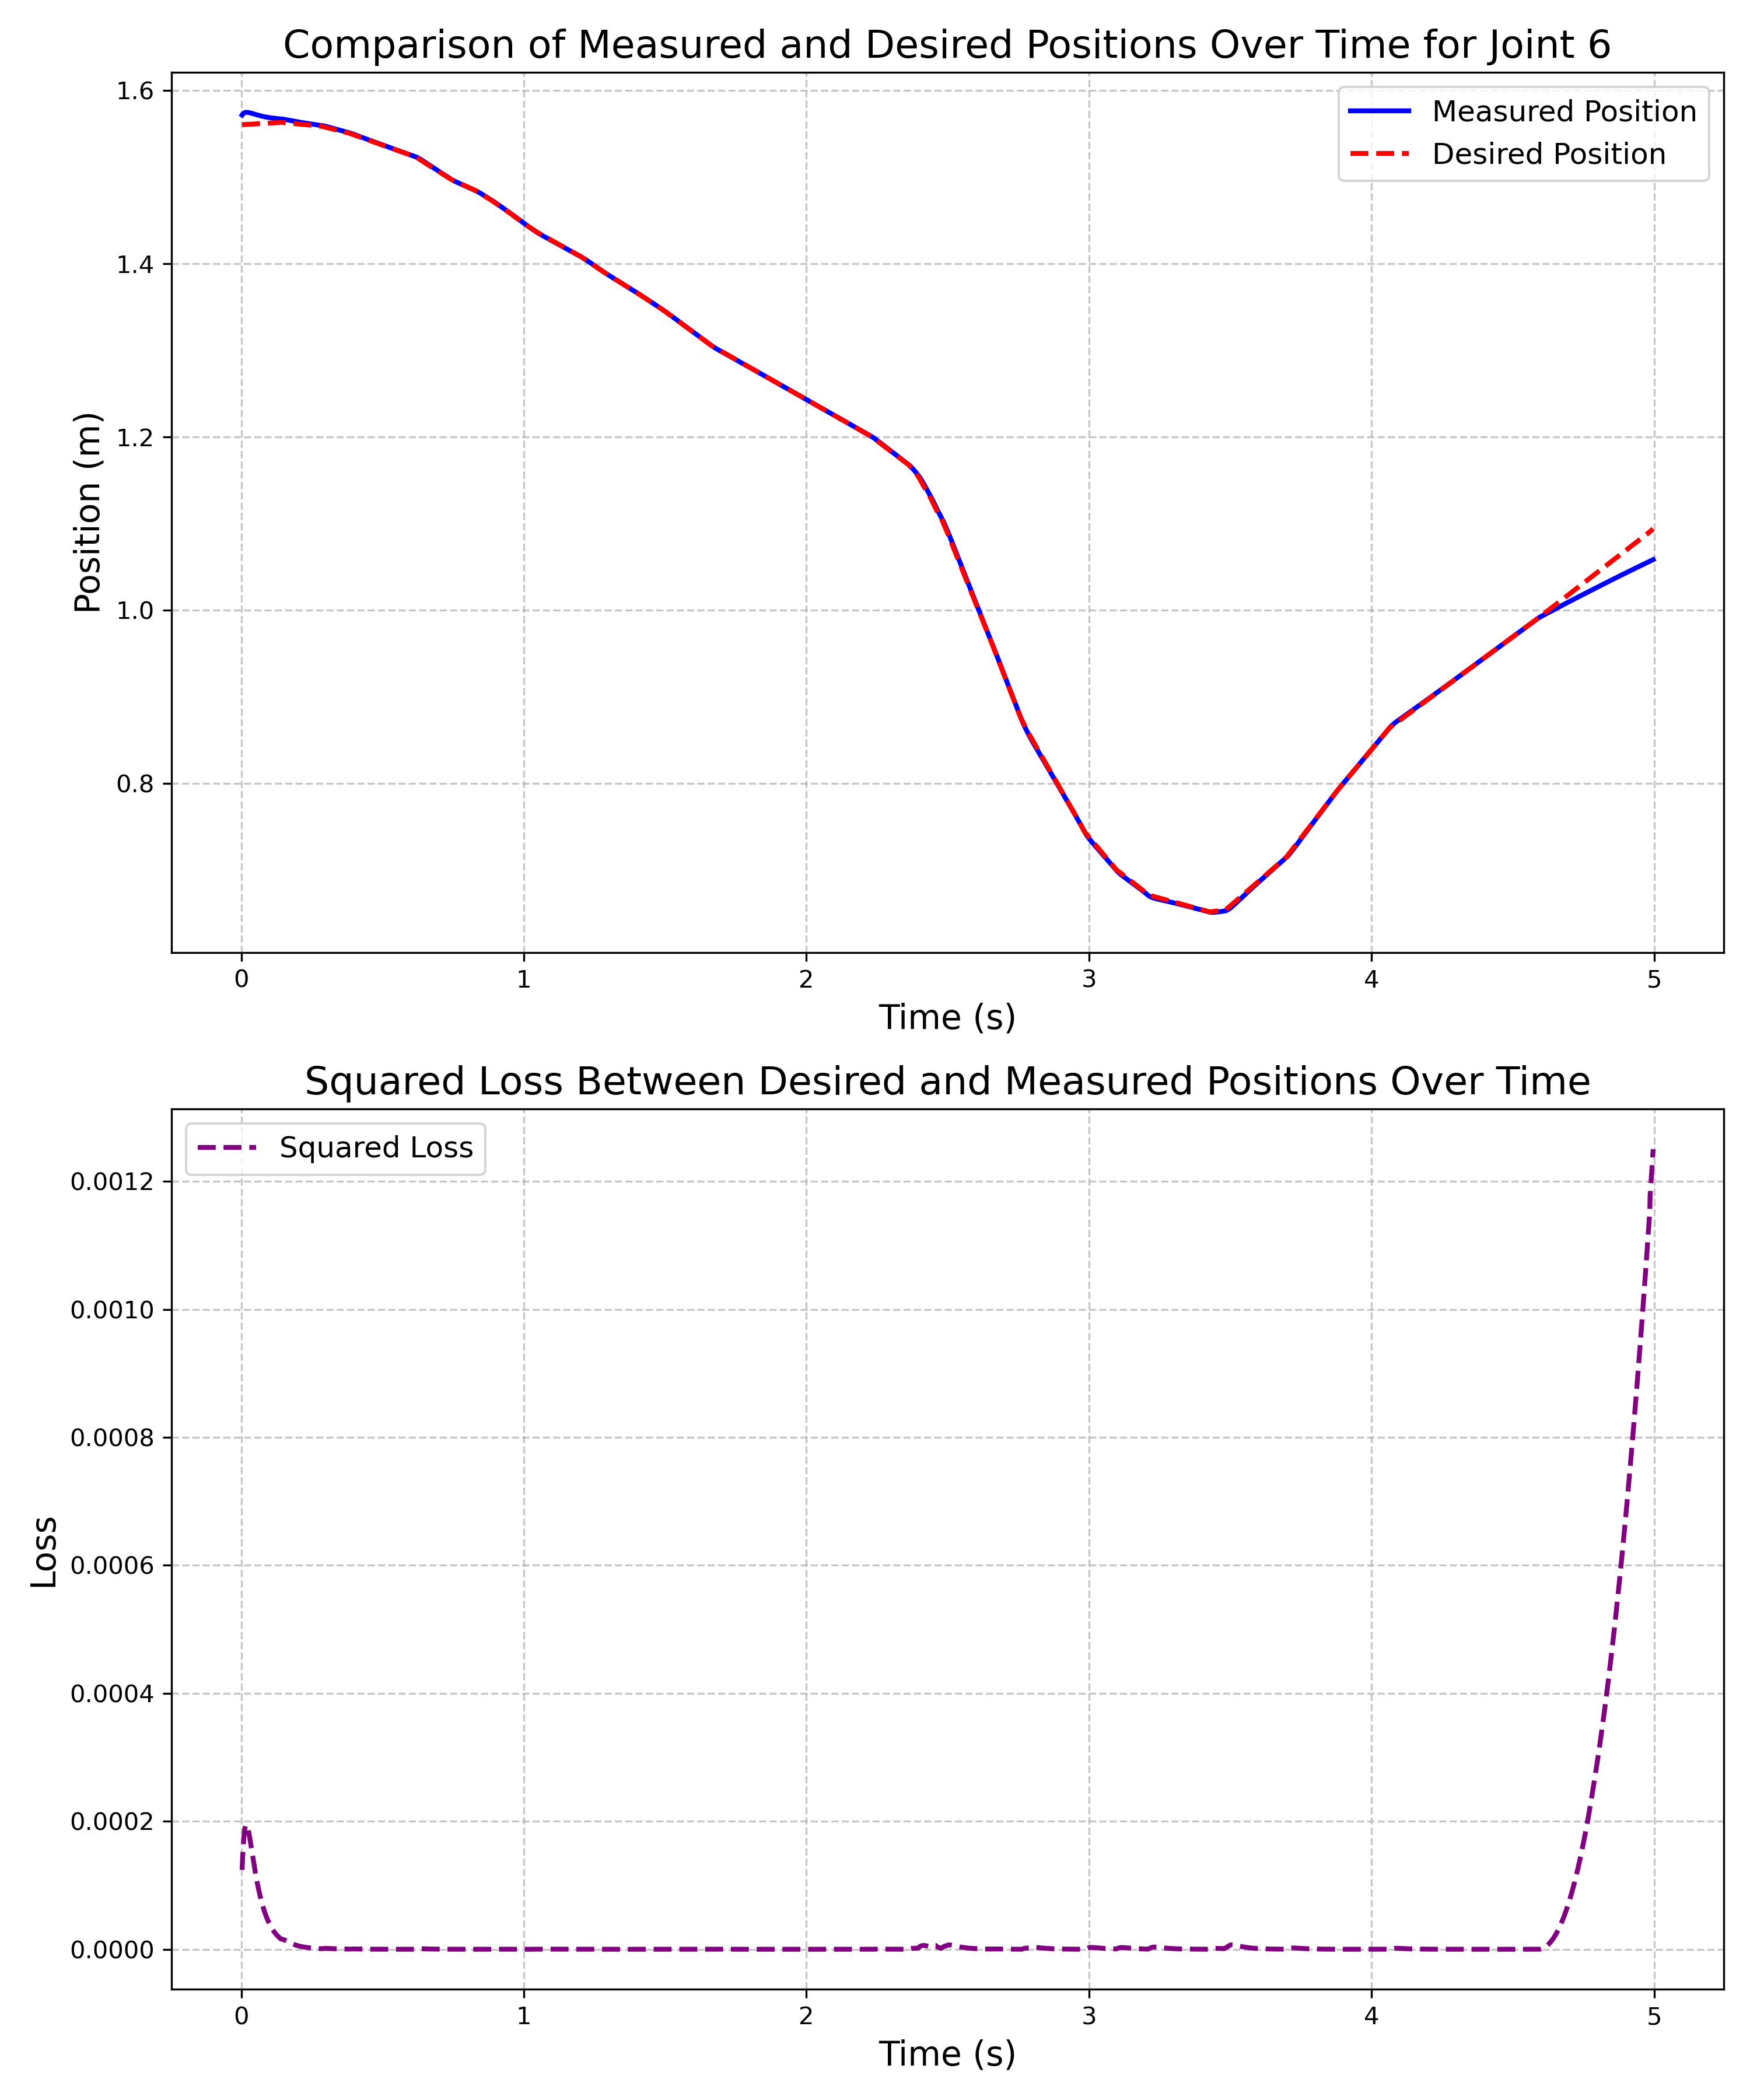 Comparison of Measured and Desired Positions Over Time for Joint 6
Measured Position
Desired Position
Position (m)
1.6
1.4
1.2
1.0
0.8
0 1 2 3 4 5
Time (s)
Squared Loss Between Desired and Measured Positions Over Time
Squared Loss
Loss
0.0012
0.0010
0.0008
0.0006
0.0004
0.0002
0.0000
0 1 2 3 4 5
Time (s)